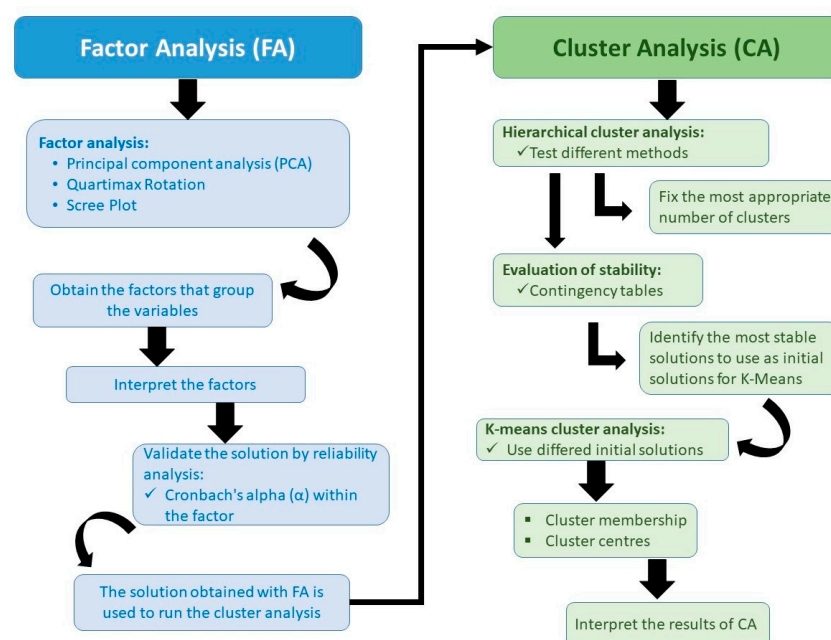 Factor Analysis (FA)
Factor analysis:
• Principal component analysis (PCA)
• Quartimax Rotation
• Scree Plot
Obtain the factors that group
the variables
Interpret the factors
Validate the solution by reliability
analysis:
✓ Cronbach's alpha (α) within
the factor
The solution obtained with FA is
used to run the cluster analysis
Cluster Analysis (CA)
Hierarchical cluster analysis:
✓Test different methods
Fix the most appropriate
number of clusters
Evaluation of stability:
✓Contingency tables
Identify the most stable
solutions to use as initial
solutions for K-Means
K-means cluster analysis:
✓ Use differed initial solutions
▪ Cluster membership
▪ Cluster centres
Interpret the results of CA